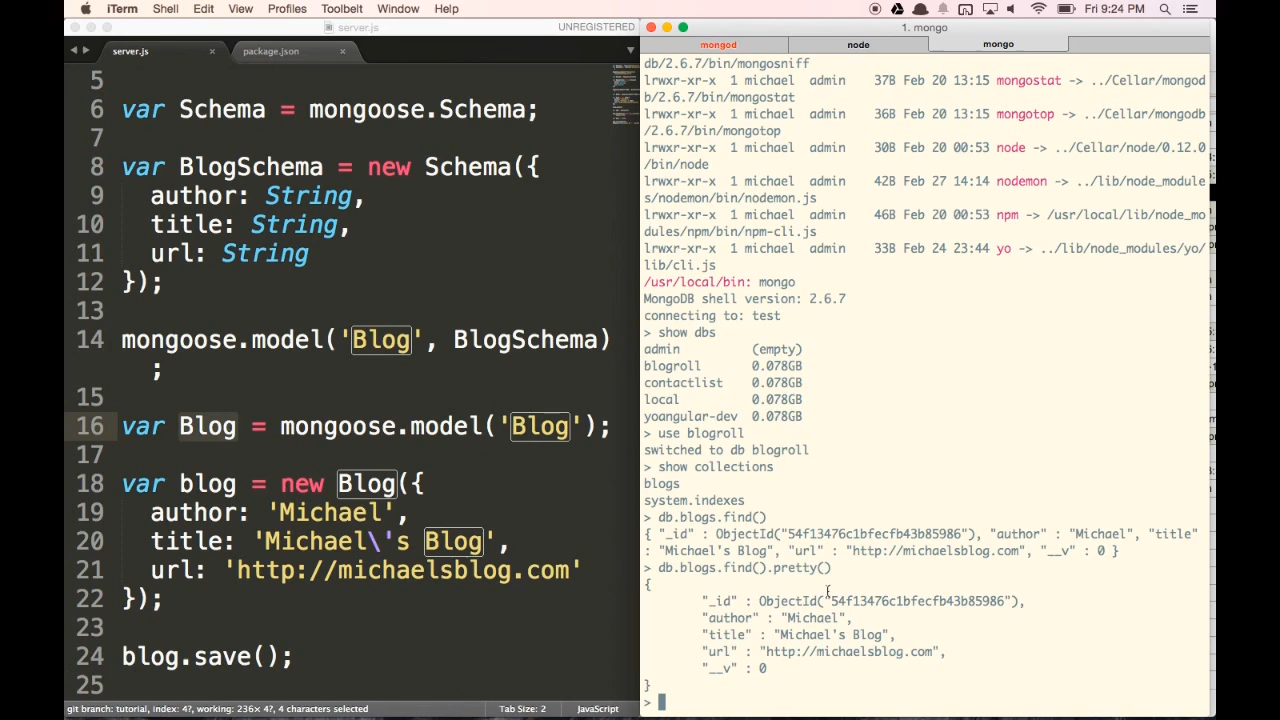 iTerm Shell Edit View Profiles Toolbelt Window Help Fri 9:24 PM
server.js UNREGISTERED
server.js package.json
5
6 var Schema = mongoose.Schema;
7
8 var BlogSchema = new Schema({
9 author: String,
10 title: String,
11 url: String
12 });
13
14 mongoose.model('Blog', BlogSchema)
;
15
16 var Blog = mongoose.model('Blog');
17
18 var blog = new Blog({
19 author: 'Michael',
20 title: 'Michael\'s Blog',
21 url: 'http://michaelsblog.com'
22 });
23
24 blog.save();
25
git branch: tutorial, index: 4?, working: 236≠ 4?, 4 characters selected Tab Size: 2 JavaScript
1. mongo
mongod node mongo
db/2.6.7/bin/mongosniff
lrwxr-xr-x 1 michael admin 37B Feb 20 13:15 mongostat -> ../Cellar/mongod
b/2.6.7/bin/mongostat
lrwxr-xr-x 1 michael admin 36B Feb 20 13:15 mongotop -> ../Cellar/mongodb
/2.6.7/bin/mongotop
lrwxr-xr-x 1 michael admin 30B Feb 20 00:53 node -> ../Cellar/node/0.12.0
/bin/node
lrwxr-xr-x 1 michael admin 42B Feb 27 14:14 nodemon -> ../lib/node_module
s/nodemon/bin/nodemon.js
lrwxr-xr-x 1 michael admin 46B Feb 20 00:53 npm -> /usr/local/lib/node_mo
dules/npm/bin/npm-cli.js
lrwxr-xr-x 1 michael admin 33B Feb 24 23:44 yo -> ../lib/node_modules/yo/
lib/cli.js
/usr/local/bin: mongo
MongoDB shell version: 2.6.7
connecting to: test
> show dbs
admin (empty)
blogroll 0.078GB
contactlist 0.078GB
local 0.078GB
yoangular-dev 0.078GB
> use blogroll
switched to db blogroll
> show collections
blogs
system.indexes
> db.blogs.find()
{ "_id" : ObjectId("54f13476c1bfecfb43b85986"), "author" : "Michael", "title"
: "Michael's Blog", "url" : "http://michaelsblog.com", "__v" : 0 }
> db.blogs.find().pretty()
{
"_id" : ObjectId("54f13476c1bfecfb43b85986"),
"author" : "Michael",
"title" : "Michael's Blog",
"url" : "http://michaelsblog.com",
"__v" : 0
}
>